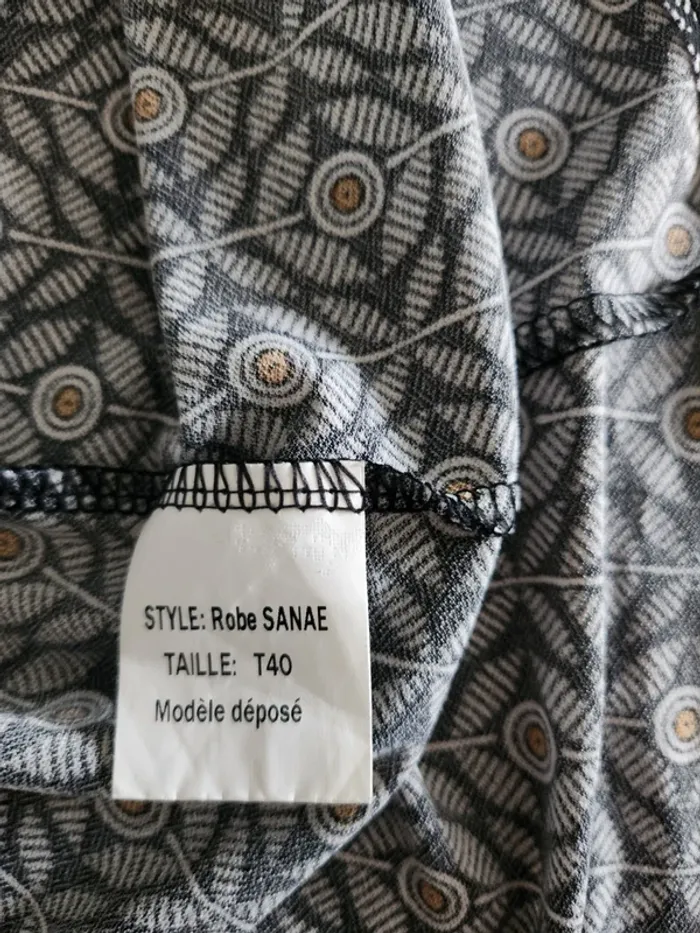 STYLE: Robe SANAE
TAILLE: T40
Modèle déposé